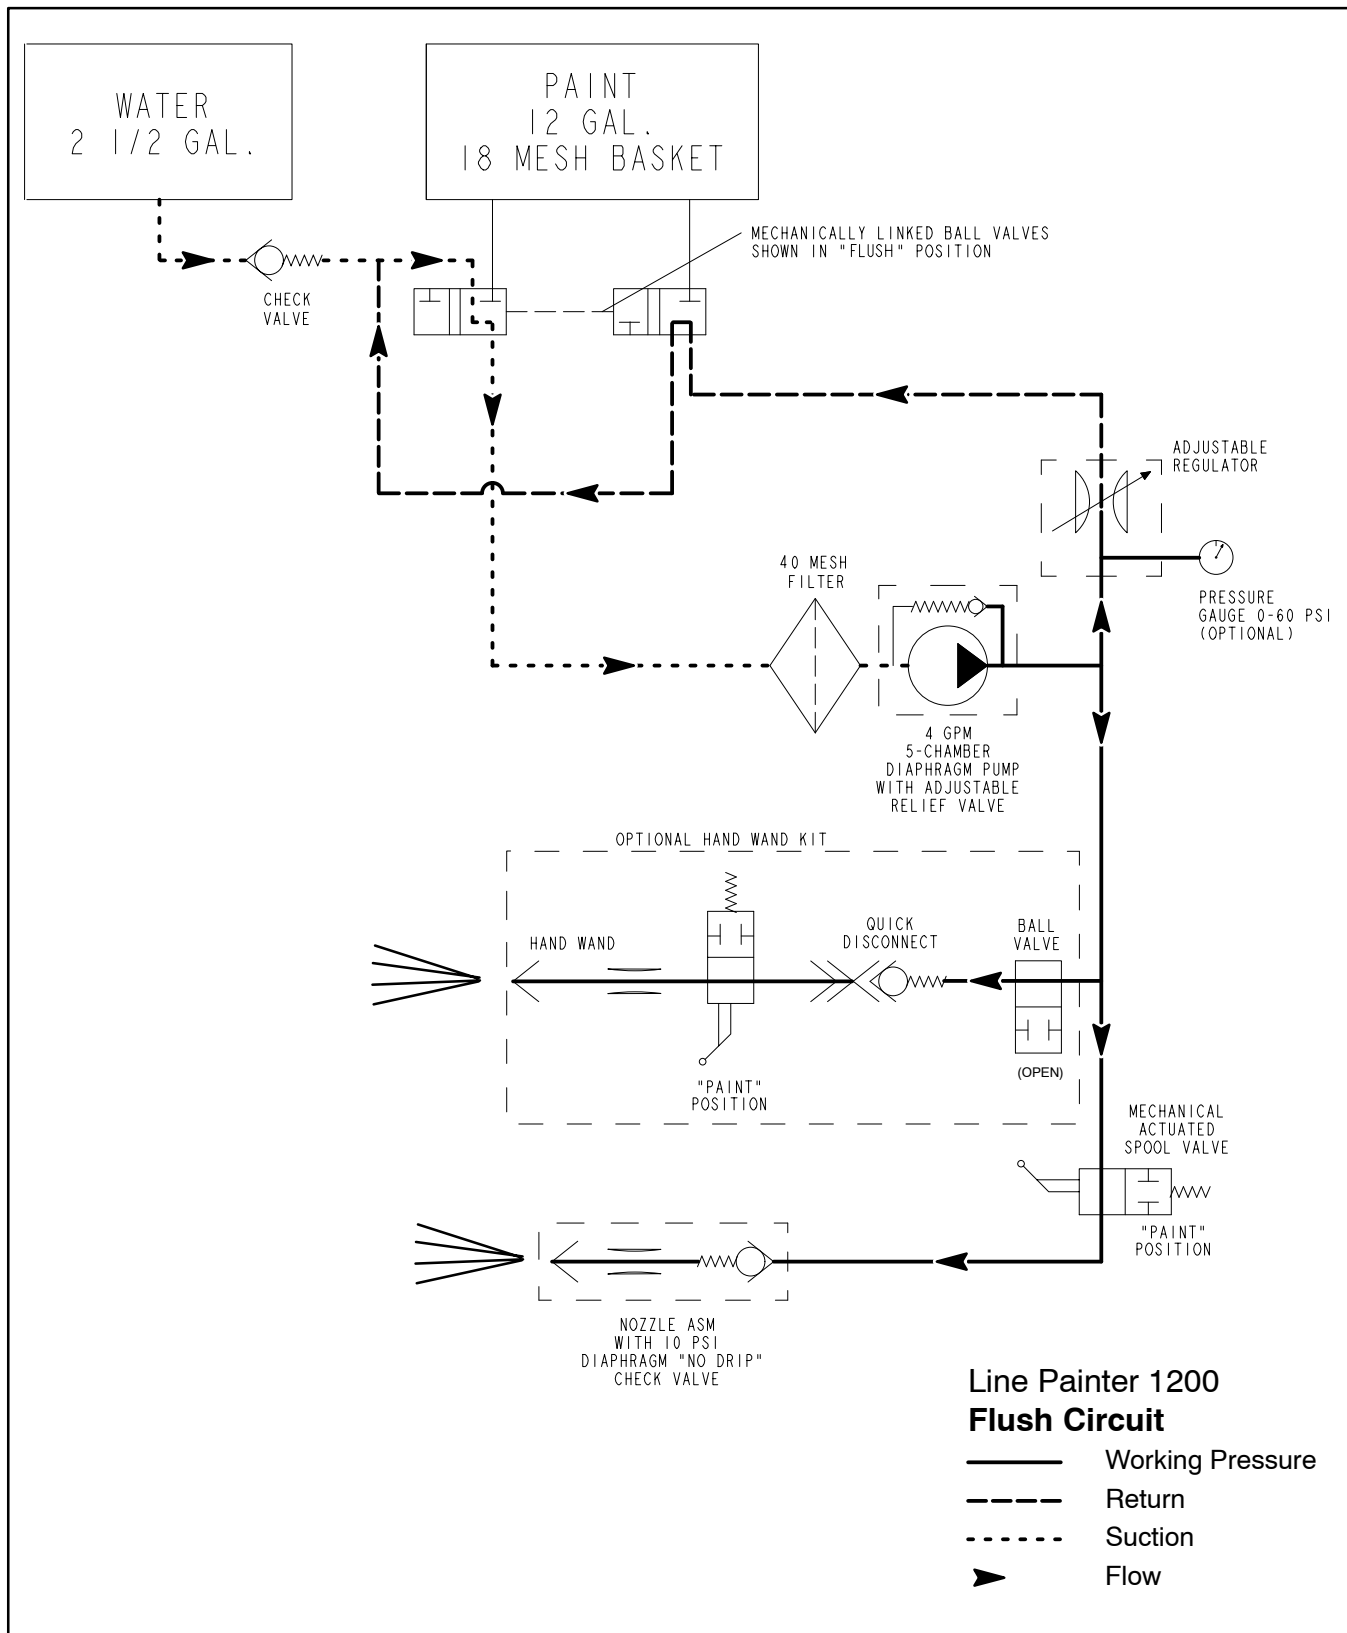 WATER
2 1/2 GAL.
PAINT
12 GAL.
18 MESH BASKET
MECHANICALLY LINKED BALL VALVES
SHOWN IN "FLUSH" POSITION
CHECK
VALVE
ADJUSTABLE
REGULATOR
40 MESH
FILTER
PRESSURE
GAUGE 0-60 PSI
(OPTIONAL)
4 GPM
5-CHAMBER
DIAPHRAGM PUMP
WITH ADJUSTABLE
RELIEF VALVE
OPTIONAL HAND WAND KIT
HAND WAND
QUICK
DISCONNECT
BALL
VALVE
(OPEN)
"PAINT"
POSITION
MECHANICAL
ACTUATED
SPOOL VALVE
"PAINT"
POSITION
NOZZLE ASM
WITH 10 PSI
DIAPHRAGM "NO DRIP"
CHECK VALVE
Line Painter 1200
Flush Circuit
Working Pressure
Return
Suction
Flow